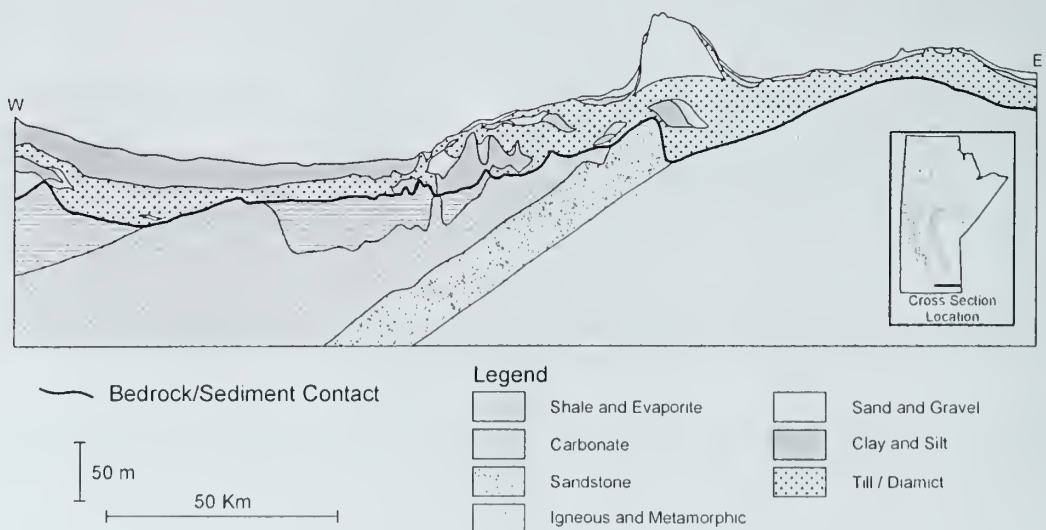 W
E
Cross Section
Location
Bedrock/Sediment Contact
50 m
50 Km
Legend
Shale and Evaporite
Carbonate
Sandstone
Igneous and Metamorphic
Sand and Gravel
Clay and Silt
Till / Diamict